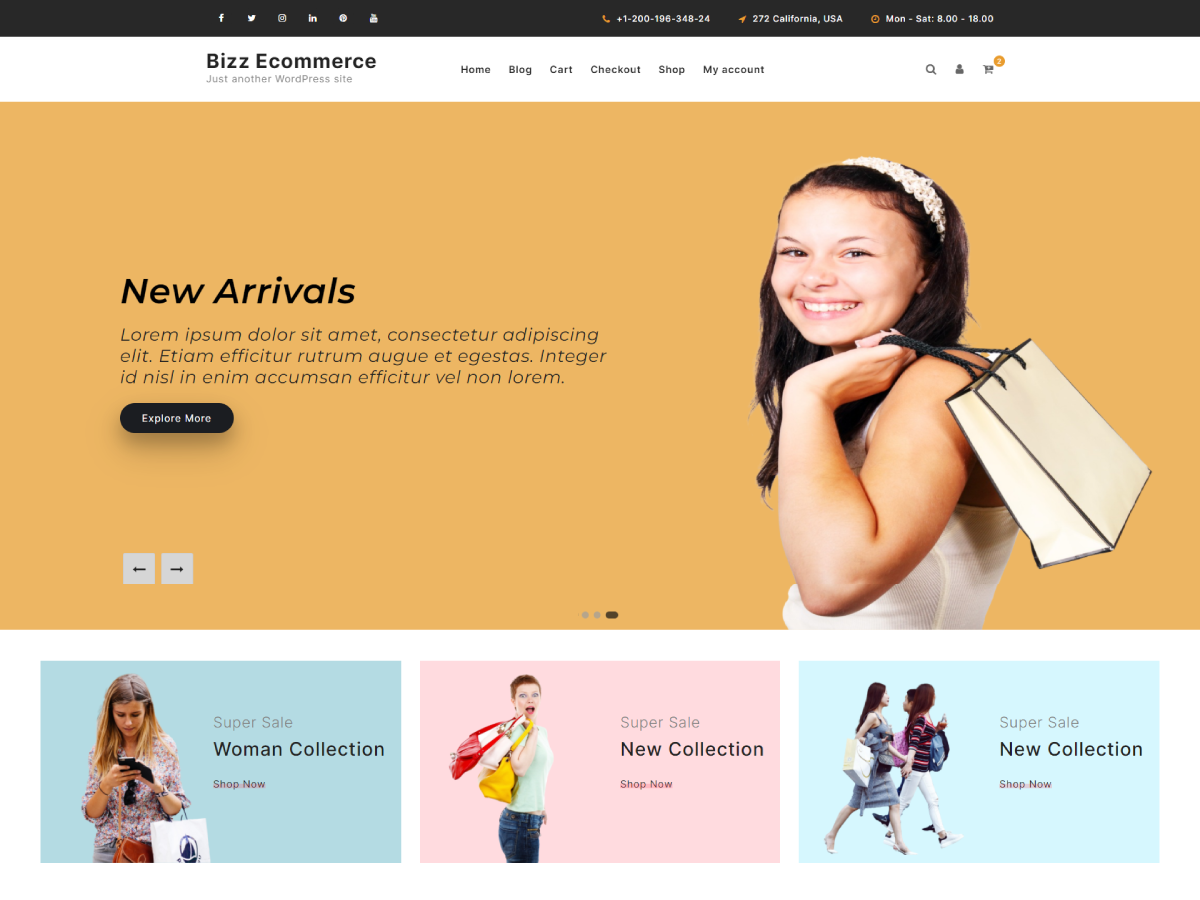 +1-200-196-348-24
272 California, USA
Mon - Sat: 8.00 - 18.00
Bizz Ecommerce
Just another WordPress site
Home
Blog
Cart
Checkout
Shop
My account
2
New Arrivals
Lorem ipsum dolor sit amet, consectetur adipiscing
elit. Etiam efficitur rutrum augue et egestas. Integer
id nisl in enim accumsan efficitur vel non lorem.
Explore More
Super Sale
Woman Collection
Shop Now
Super Sale
New Collection
Shop Now
Super Sale
New Collection
Shop Now